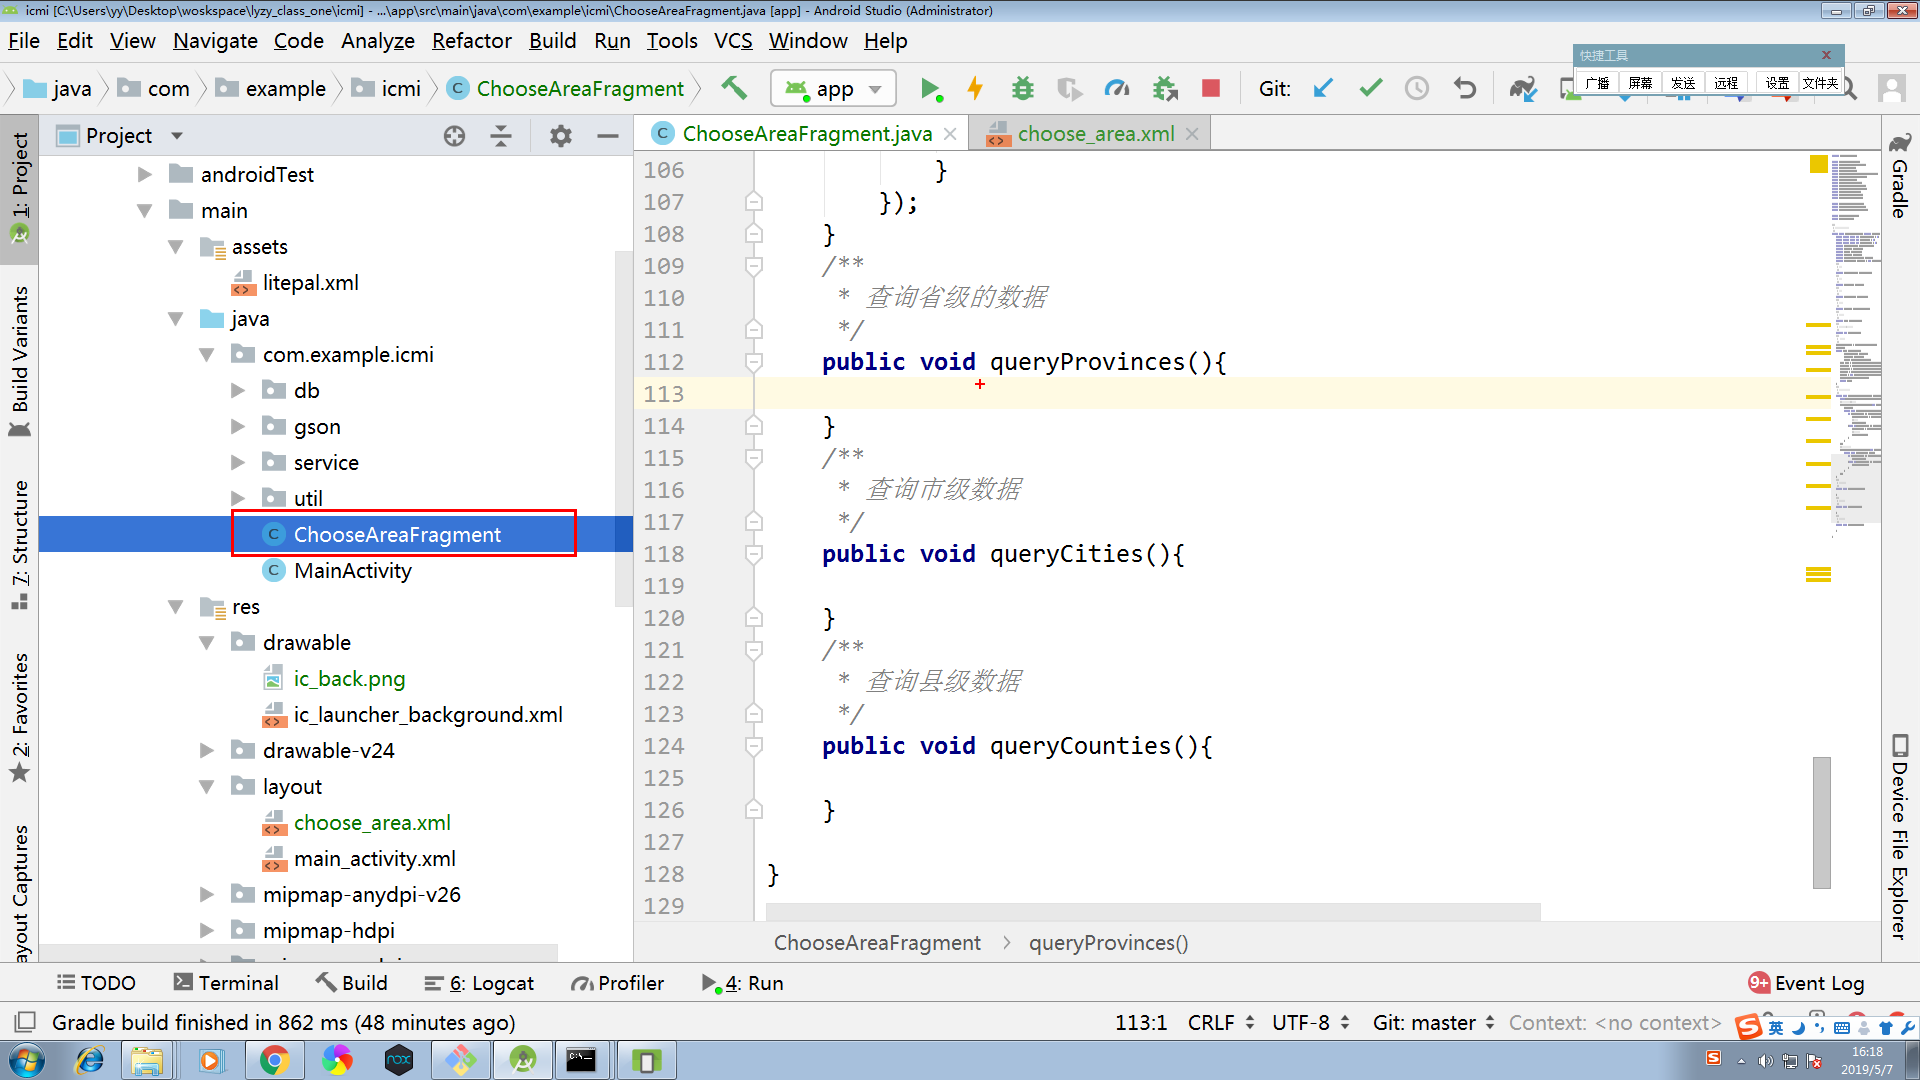 icmi [C:\Users\yy\Desktop\woskspace\lyzy_class_one\icmi] - ...\app\src\main\java\com\example\icmi\ChooseAreaFragment.java [app] - Android Studio (Administrator)
File Edit View Navigate Code Analyze Refactor Build Run Tools VCS Window Help
快捷工具
广播 屏幕 发送 远程 设置 文件夹
java com example icmi ChooseAreaFragment app Git:
Project
ChooseAreaFragment.java choose_area.xml
1: Project
Build Variants
7: Structure
2: Favorites
ayout Captures
androidTest
main
assets
litepal.xml
java
com.example.icmi
db
gson
service
util
ChooseAreaFragment
MainActivity
res
drawable
ic_back.png
ic_launcher_background.xml
drawable-v24
layout
choose_area.xml
main_activity.xml
mipmap-anydpi-v26
mipmap-hdpi
106 }
107 });
108 }
109 /**
110 * 查询省级的数据
111 */
112 public void queryProvinces(){
113
114 }
115 /**
116 * 查询市级数据
117 */
118 public void queryCities(){
119
120 }
121 /**
122 * 查询县级数据
123 */
124 public void queryCounties(){
125
126 }
127
128 }
129
ChooseAreaFragment queryProvinces()
Gradle
Device File Explorer
TODO Terminal Build 6: Logcat Profiler 4: Run 9+ Event Log
Gradle build finished in 862 ms (48 minutes ago) 113:1 CRLF UTF-8 Git: master Context: <no context> 英
nox
16:18
2019/5/7